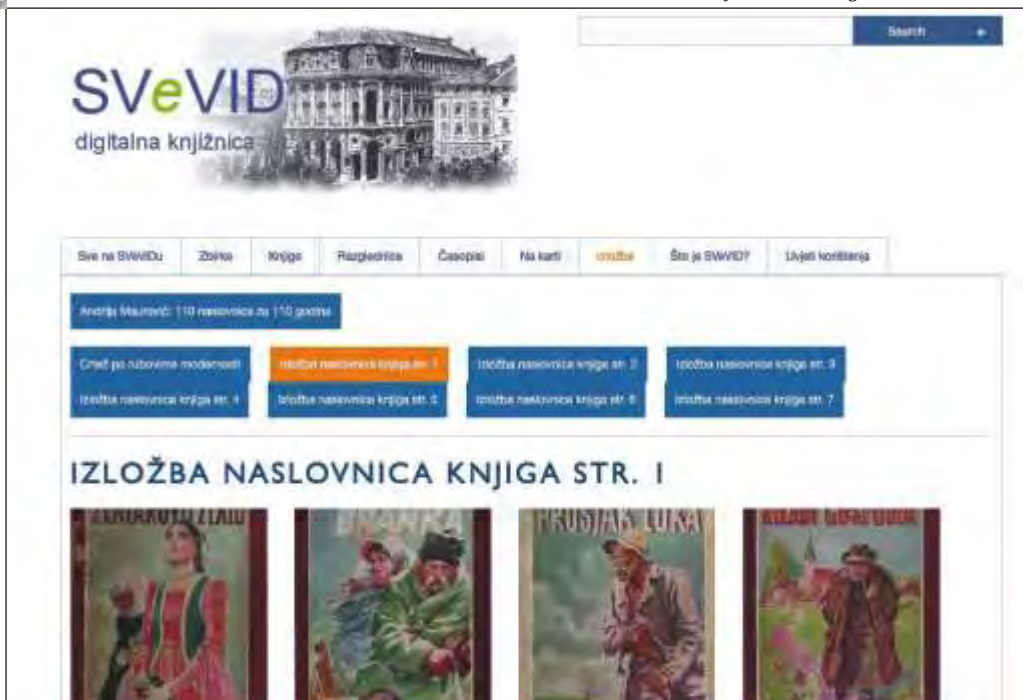 Search
SVeVID
digitalna knjižnica
Sve na SVeVIDu Zbirke Knjige Razglednice Časopisi Na karti Izložbe Što je SVeVID? Uvjeti korištenja
Andrija Maurović: 110 naslovnica za 110 godina
Crtež po rubovima modernosti Izložba naslovnica knjiga str. 1 Izložba naslovnica knjiga str. 2 Izložba naslovnica knjiga str. 3
Izložba naslovnica knjiga str. 4 Izložba naslovnica knjiga str. 5 Izložba naslovnica knjiga str. 6 Izložba naslovnica knjiga str. 7
IZLOŽBA NASLOVNICA KNJIGA STR. 1
PROSJAK LUKA